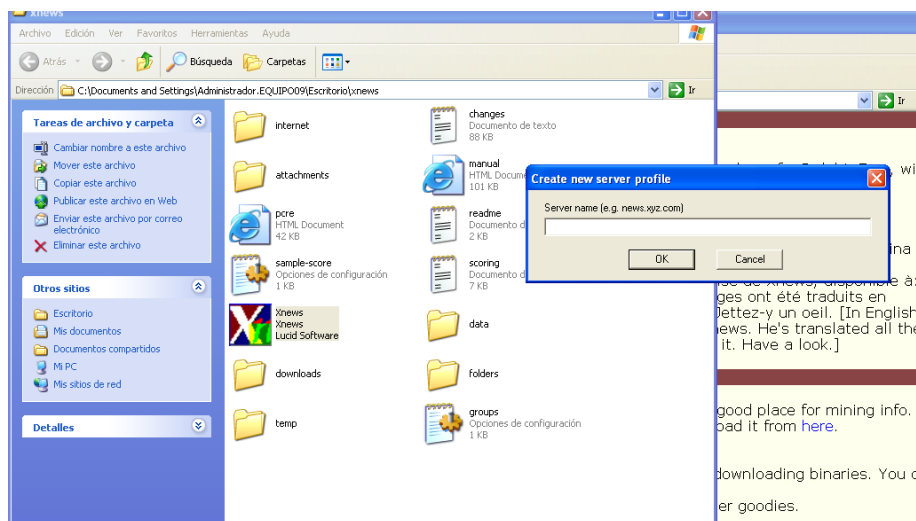 xnews
Archivo Edición Ver Favoritos Herramientas Ayuda
Atrás Búsqueda Carpetas
Dirección C:\Documents and Settings\Administrador.EQUIPO09\Escritorio\xnews Ir
Tareas de archivo y carpeta
Cambiar nombre a este archivo
Mover este archivo
Copiar este archivo
Publicar este archivo en Web
Enviar este archivo por correo
electrónico
Eliminar este archivo
Otros sitios
Escritorio
Mis documentos
Documentos compartidos
Mi PC
Mis sitios de red
Detalles
internet
attachments
pcre
HTML Document
42 KB
sample-score
Opciones de configuración
1 KB
Xnews
Xnews
Lucid Software
downloads
temp
changes
Documento de texto
88 KB
manual
HTML Docume
101 KB
readme
Documento d
2 KB
scoring
Documento d
7 KB
data
folders
groups
Opciones de configuración
1 KB
Create new server profile
Server name (e.g. news.xyz.com)
OK Cancel
Ir
wi
ina
disponible à:
ges ont été traduits en
Jettez-y un oeil. [In English
news. He's translated all the
it. Have a look.]
good place for mining info.
oad it from here.
downloading binaries. You c
er goodies.